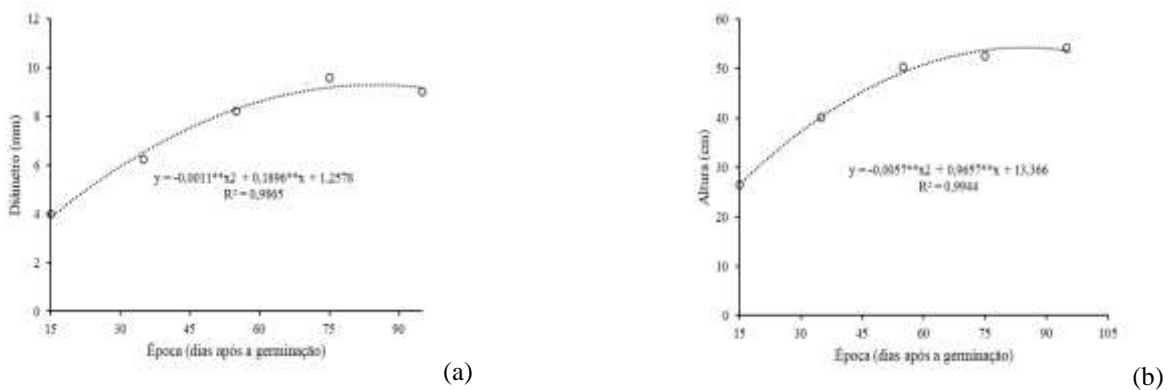 12
10
8
6
4
2
0
Diâmetro (mm)
y = -0,0011**x2 + 0,1896**x + 1,2578
R² = 0,9865
15 30 45 60 75 90
Época (dias após a germinação)
(a)
60
50
40
30
20
10
0
Altura (cm)
y = -0,0057**x2 + 0,9657**x + 13,366
R² = 0,9944
15 30 45 60 75 90 105
Época (dias após a germinação)
(b)